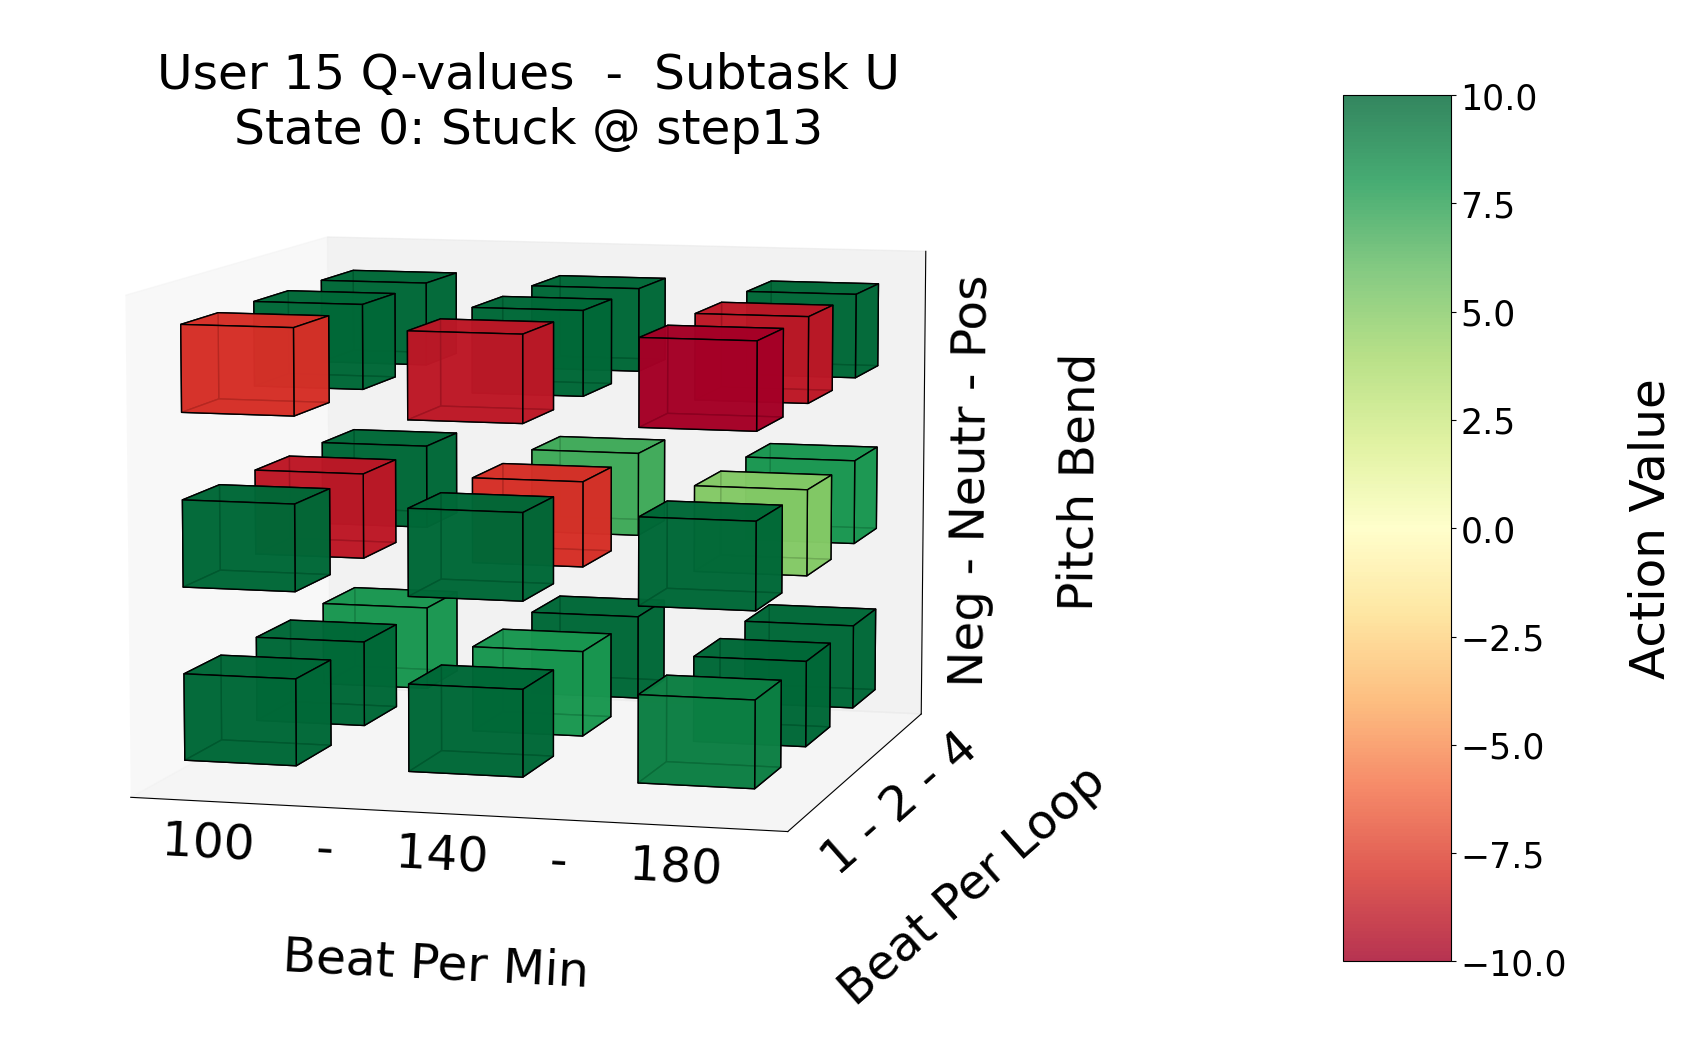 User 15 Q-values  -  Subtask U
State 0: Stuck @ step13
100 - 140 - 180
Beat Per Min
1 - 2 - 4
Beat Per Loop
Neg - Neutr - Pos
Pitch Bend
10.0
7.5
5.0
2.5
0.0
−2.5
−5.0
−7.5
−10.0
Action Value